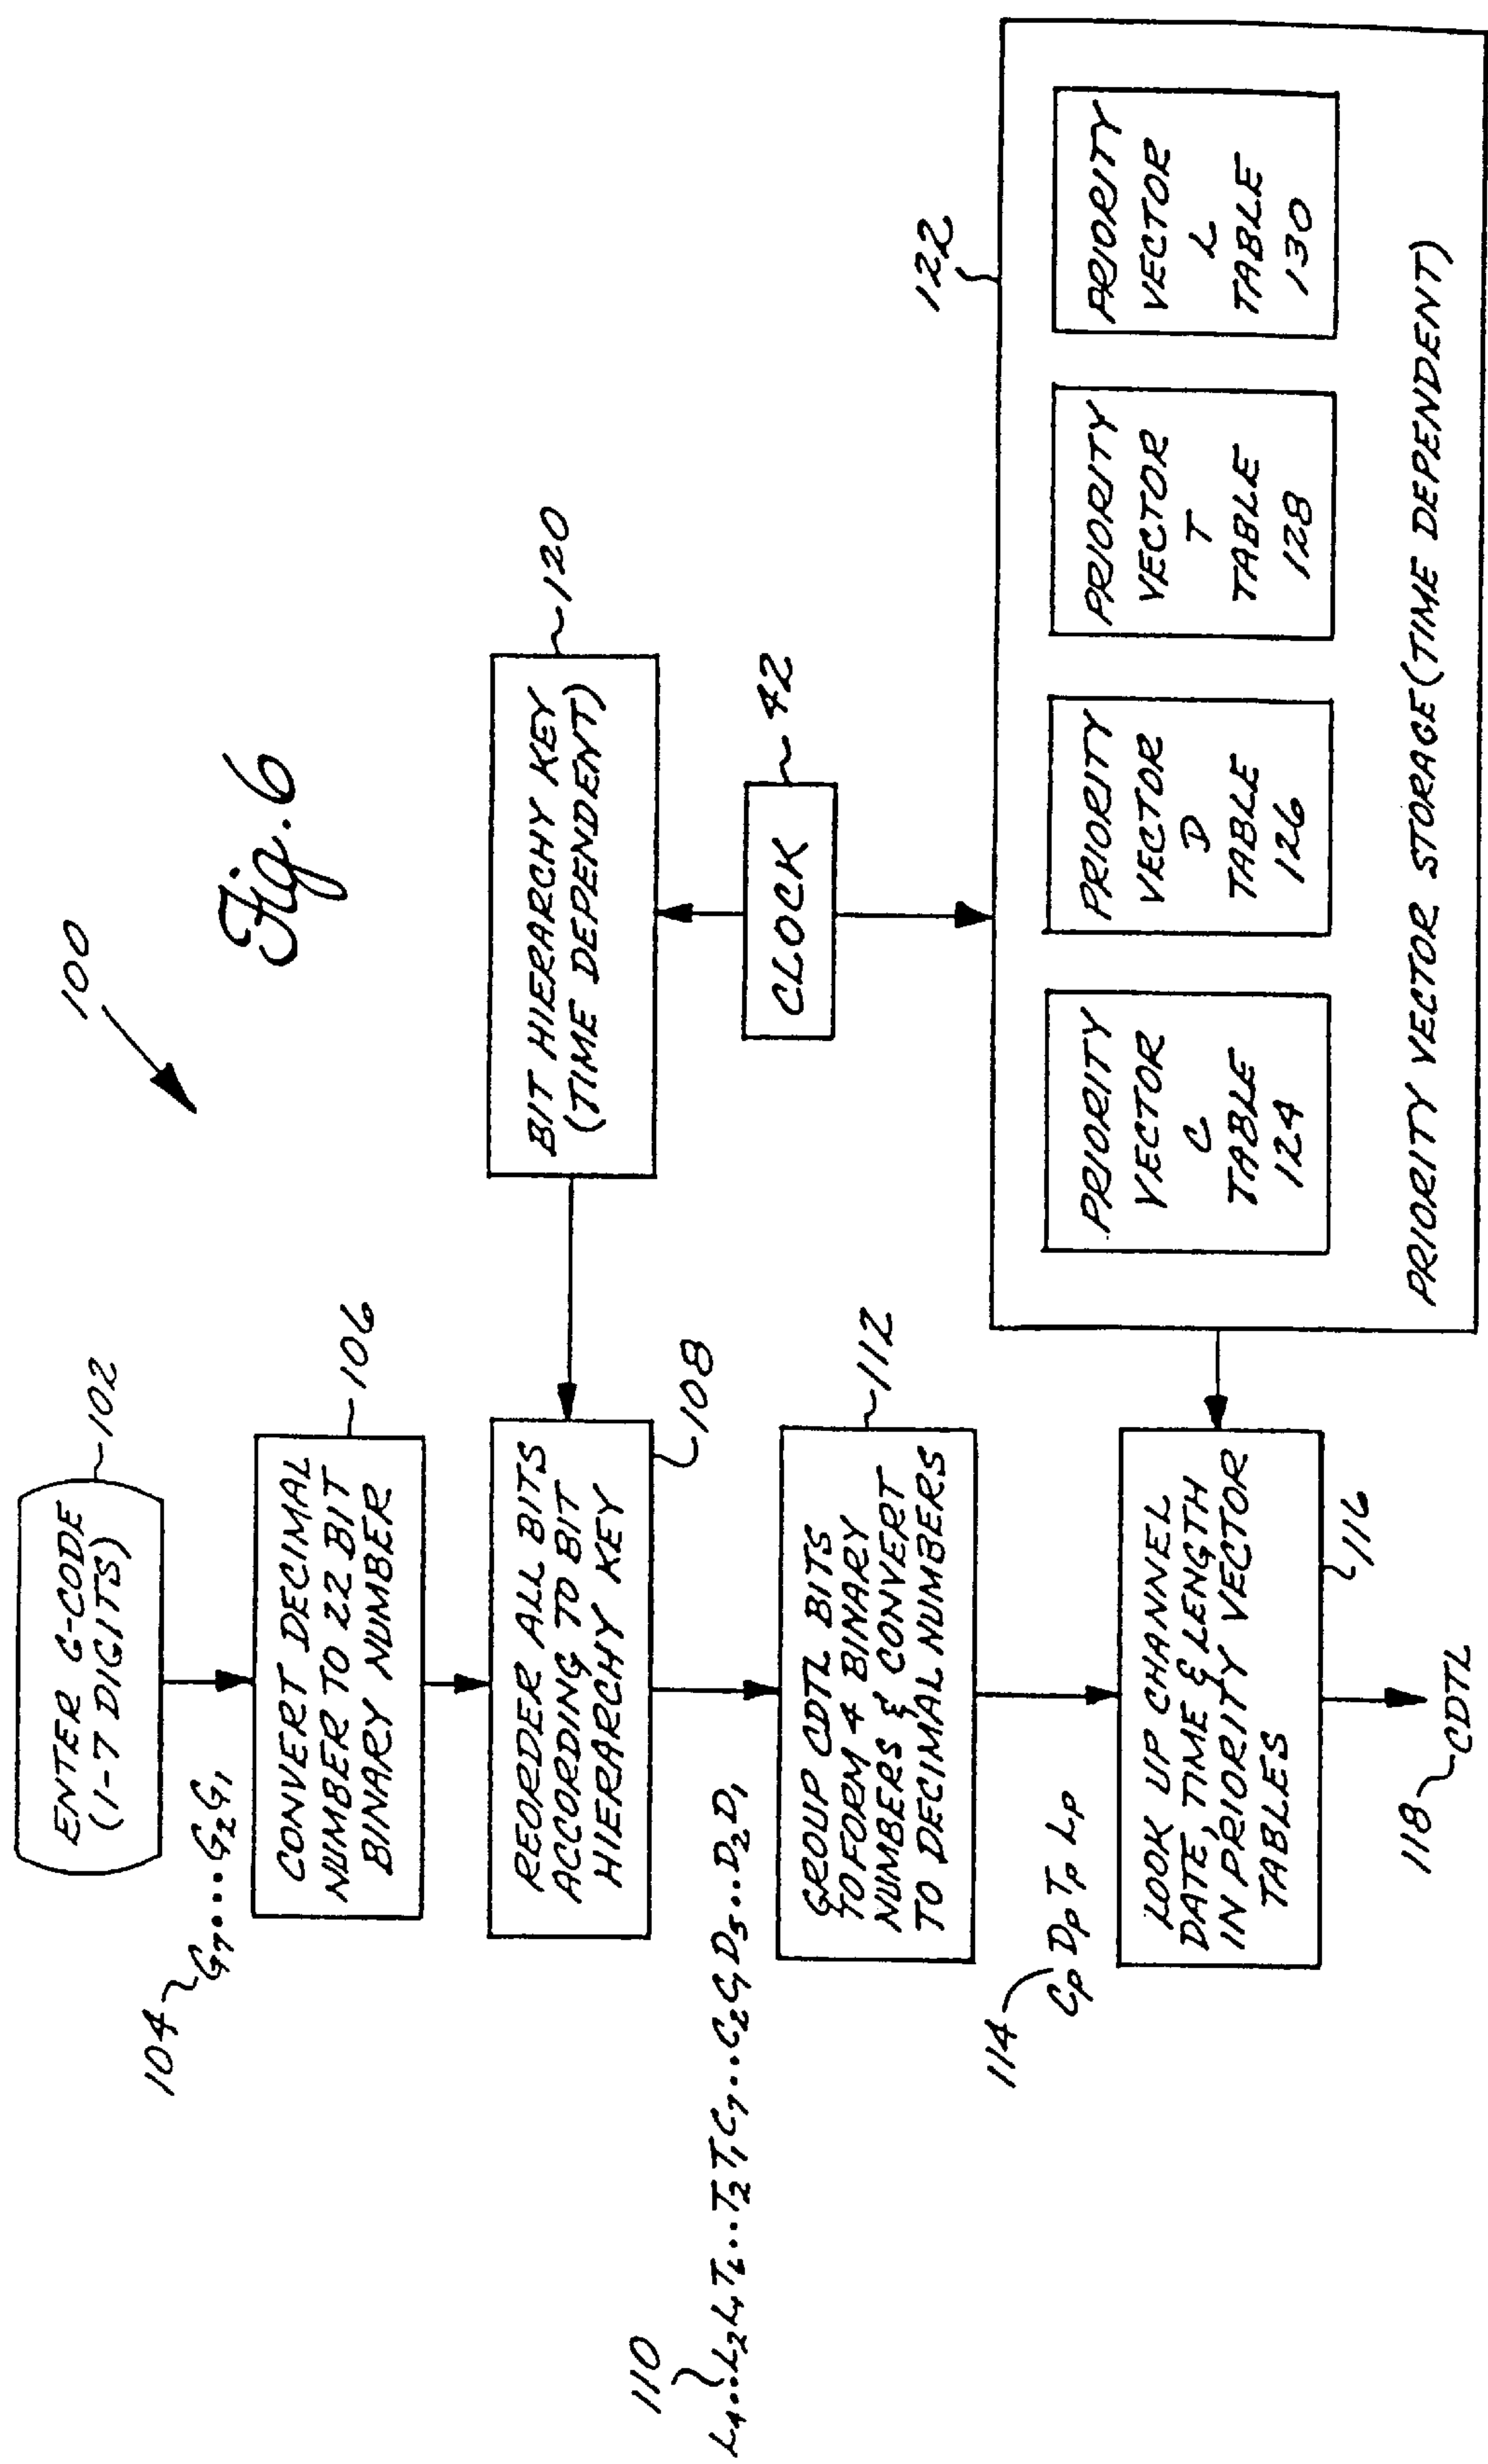 100
Fig. 6
ENTER G-CODE
(1-7 DIGITS)
102
104
G7...G2G1
CONVERT DECIMAL
NUMBER TO 22 BIT
BINARY NUMBER
106
REORDER ALL BITS
ACCORDING TO BIT
HIERARCHY KEY
108
BIT HIERARCHY KEY
(TIME DEPENDENT)
120
CLOCK
42
110
L4..L2L1T6..T2T1C7..C2C1D5..D2D1
GROUP CDTL BITS
TO FORM 4 BINARY
NUMBERS & CONVERT
TO DECIMAL NUMBERS
112
114
CP DP TP LP
LOOK UP CHANNEL
DATE, TIME & LENGTH
IN PRIORITY VECTOR
TABLES
116
118
CDTL
122
PRIORITY
VECTOR
C
TABLE
124
PRIORITY
VECTOR
D
TABLE
126
PRIORITY
VECTOR
T
TABLE
128
PRIORITY
VECTOR
L
TABLE
130
PRIORITY VECTOR STORAGE (TIME DEPENDENT)